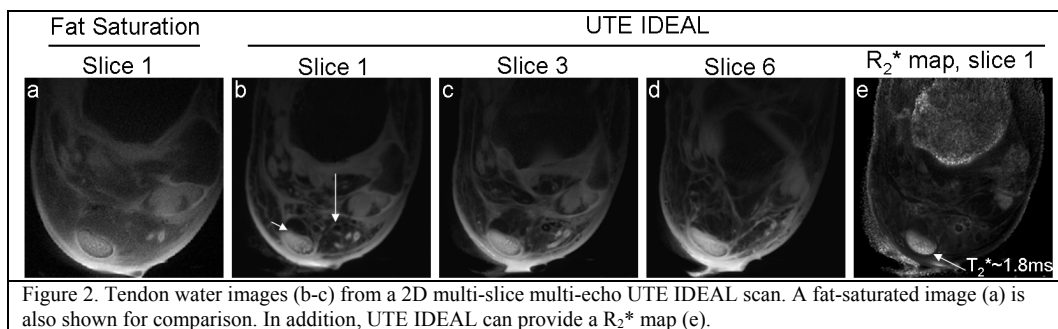 Fat Saturation
UTE IDEAL
Slice 1
Slice 1
Slice 3
Slice 6
R2* map, slice 1
a
b
c
d
e
T2*~1.8ms
Figure 2. Tendon water images (b-c) from a 2D multi-slice multi-echo UTE IDEAL scan. A fat-saturated image (a) is
also shown for comparison. In addition, UTE IDEAL can provide a R2* map (e).